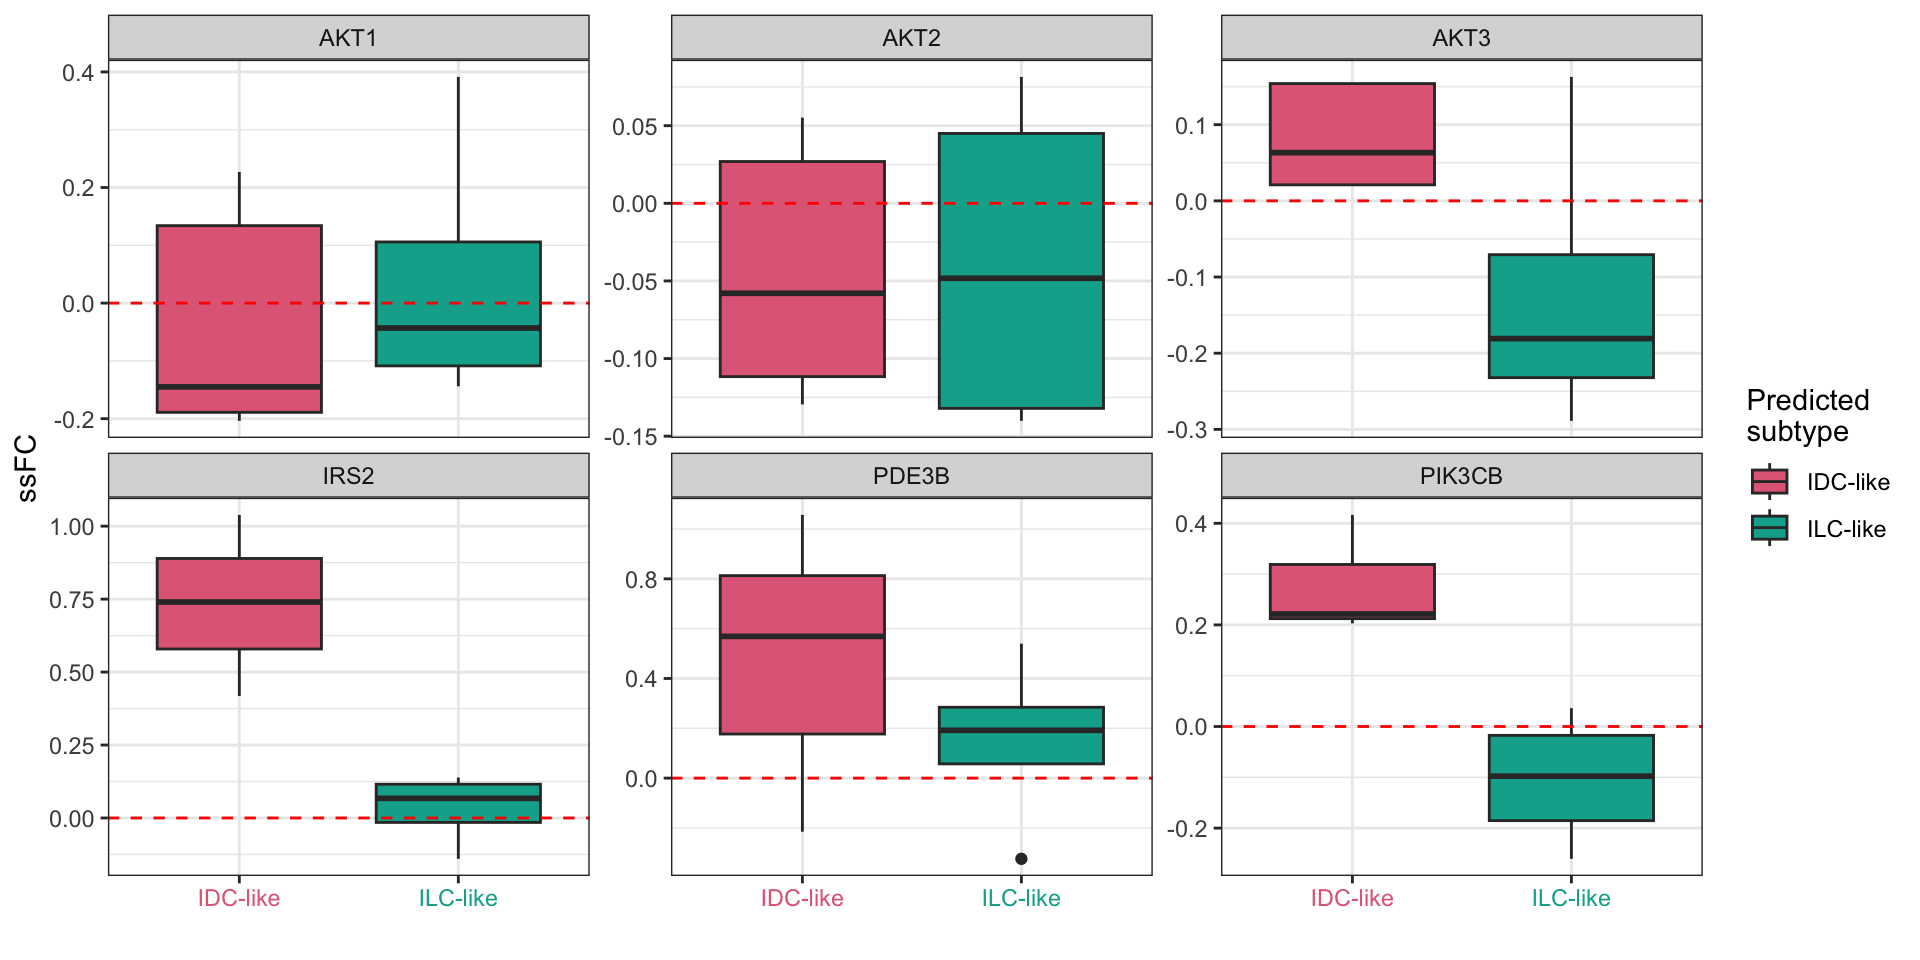 AKT1
AKT2
AKT3
0.4
0.2
0.0
-0.2
0.05
0.00
-0.05
-0.10
-0.15
0.1
0.0
-0.1
-0.2
-0.3
ssFC
IRS2
PDE3B
PIK3CB
1.00
0.75
0.50
0.25
0.00
0.8
0.4
0.0
0.4
0.2
0.0
-0.2
IDC-like
ILC-like
IDC-like
ILC-like
IDC-like
ILC-like
Predicted
subtype
IDC-like
ILC-like